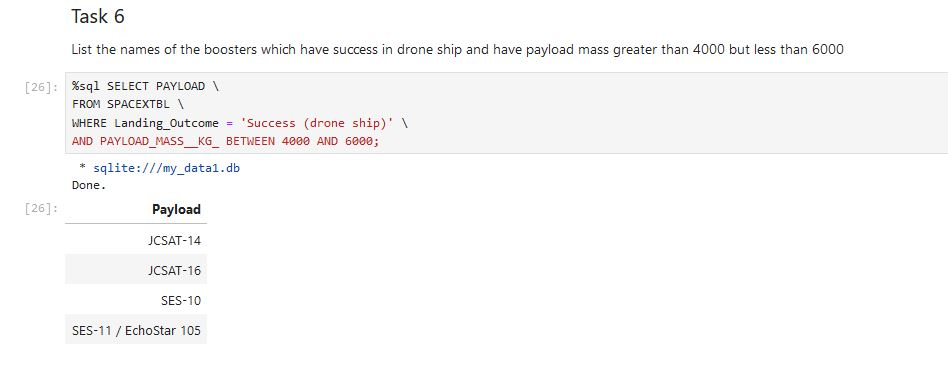 Task 6
List the names of the boosters which have success in drone ship and have payload mass greater than 4000 but less than 6000
[26]: %sql SELECT PAYLOAD \
FROM SPACEXTBL \
WHERE Landing_Outcome = 'Success (drone ship)' \
AND PAYLOAD_MASS__KG_ BETWEEN 4000 AND 6000;
* sqlite:///my_data1.db
Done.
[26]: Payload
JCSAT-14
JCSAT-16
SES-10
SES-11 / EchoStar 105